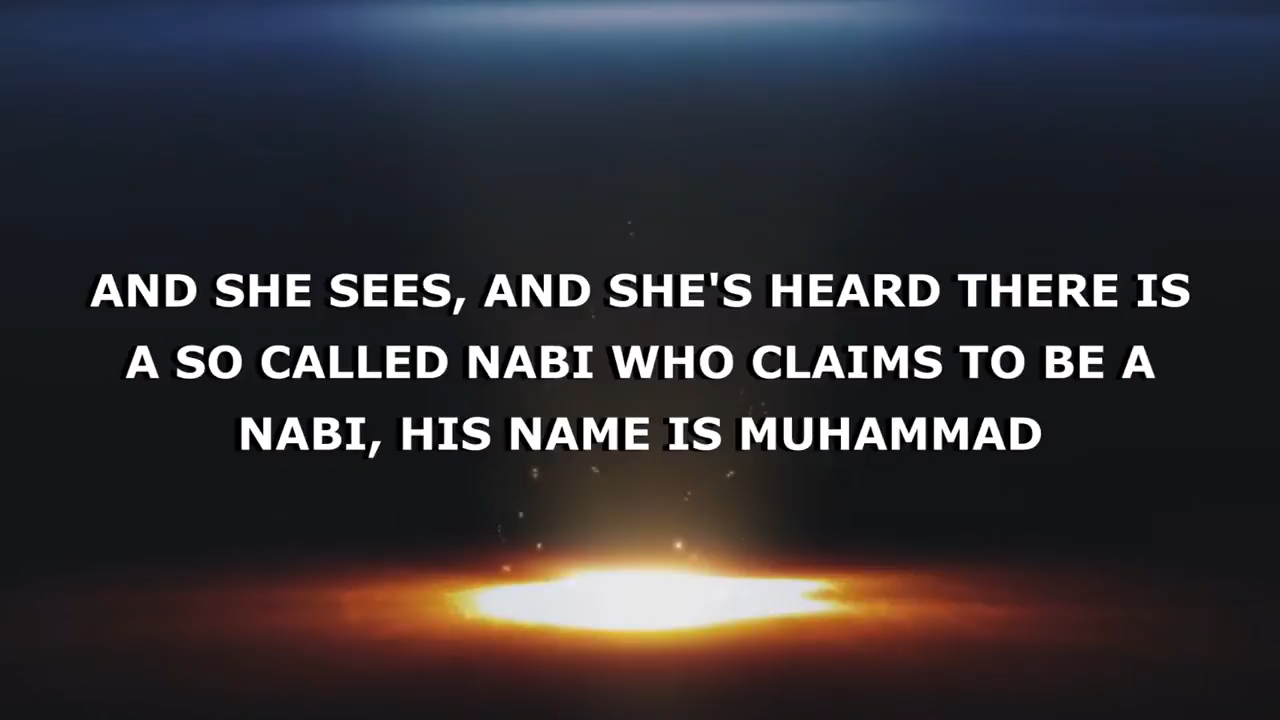 AND SHE SEES, AND SHE'S HEARD THERE IS
A SO CALLED NABI WHO CLAIMS TO BE A
NABI, HIS NAME IS MUHAMMAD